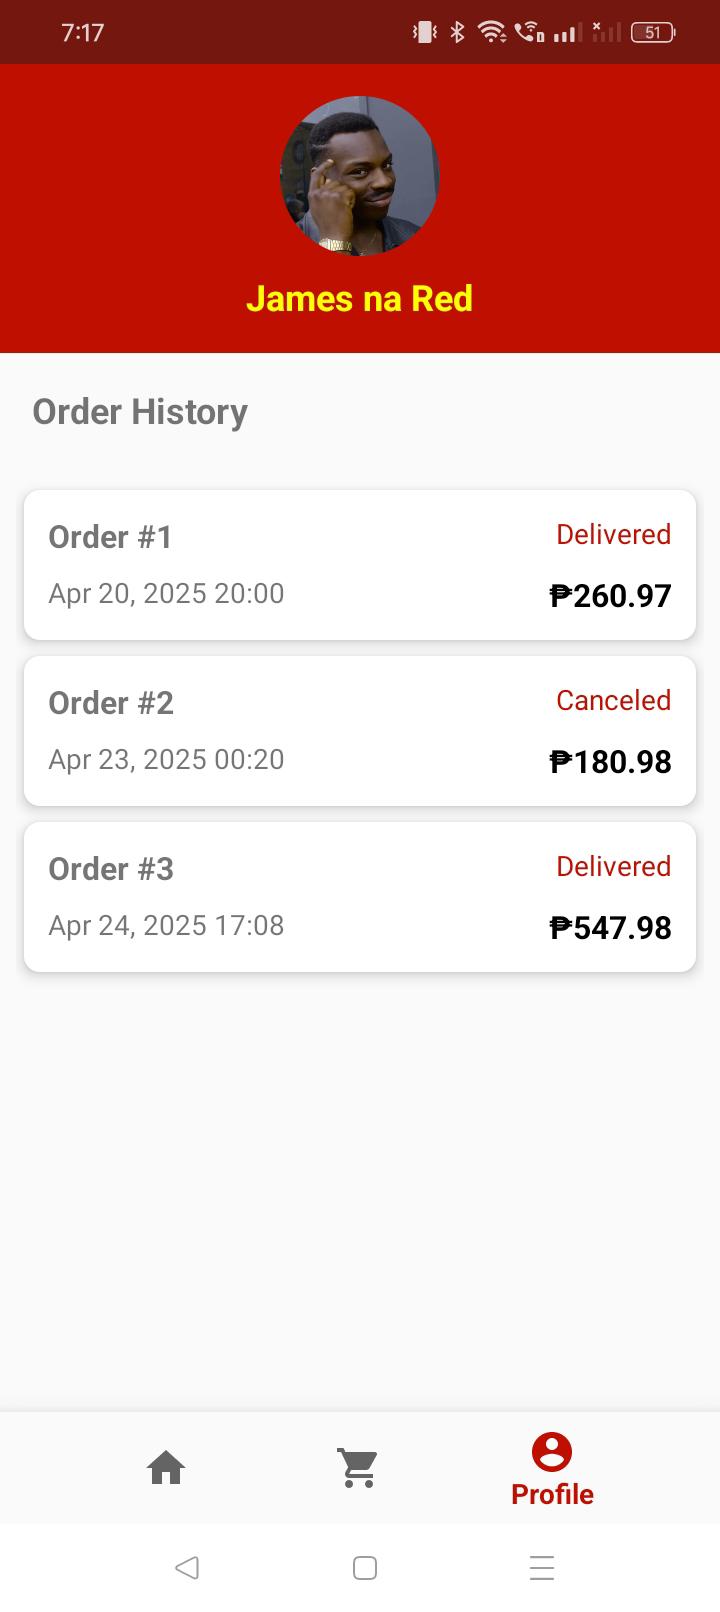 7:17
51
James na Red
Order History
Order #1
Delivered
Apr 20, 2025 20:00
₱260.97
Order #2
Canceled
Apr 23, 2025 00:20
₱180.98
Order #3
Delivered
Apr 24, 2025 17:08
₱547.98
Profile